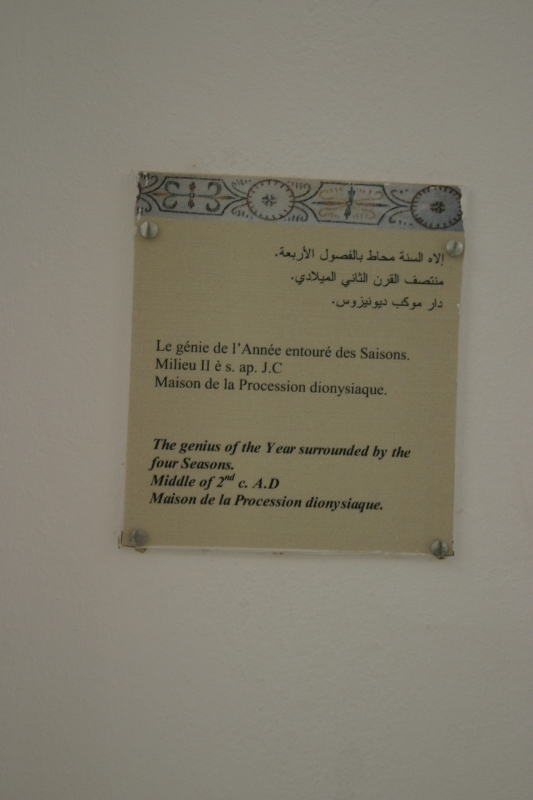 إلاه السنة محاط بالفصول الأربعة.
منتصف القرن الثاني الميلادي.
دار موكب ديونيزوس.
Le génie de l'Année entouré des Saisons.
Milieu II è s. ap. J.C
Maison de la Procession dionysiaque.
The genius of the Year surrounded by the
four Seasons.
Middle of 2nd c. A.D
Maison de la Procession dionysiaque.